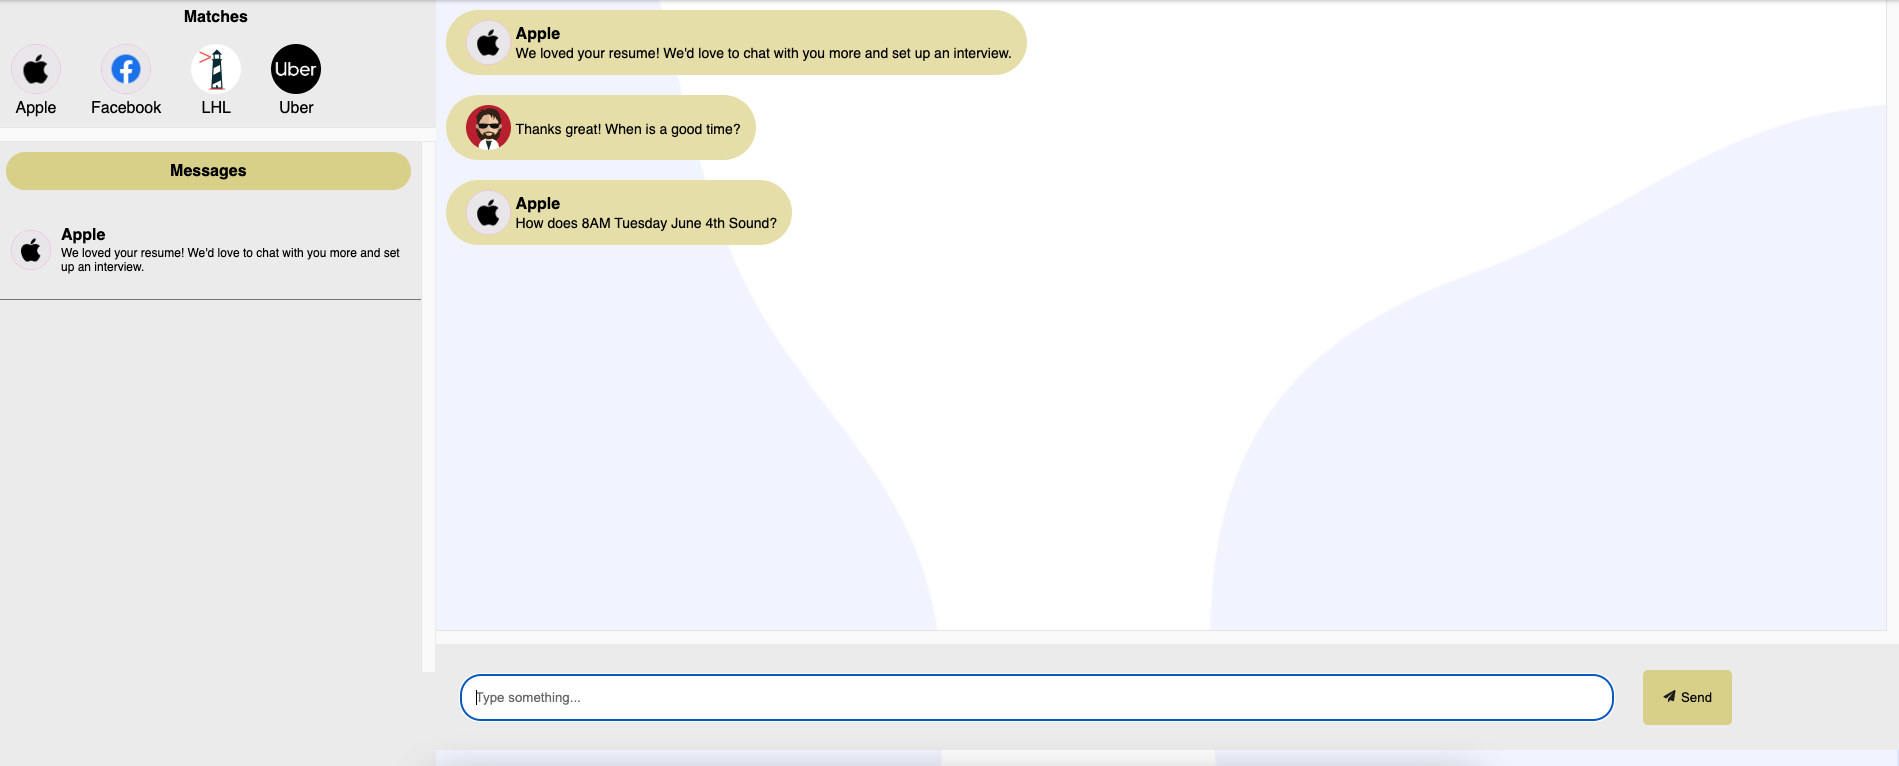 Matches
Uber
Apple
Facebook
LHL
Uber
Messages
Apple
We loved your resume! We'd love to chat with you more and set
up an interview.
Apple
We loved your resume! We'd love to chat with you more and set up an interview.
Thanks great! When is a good time?
Apple
How does 8AM Tuesday June 4th Sound?
Type something...
Send